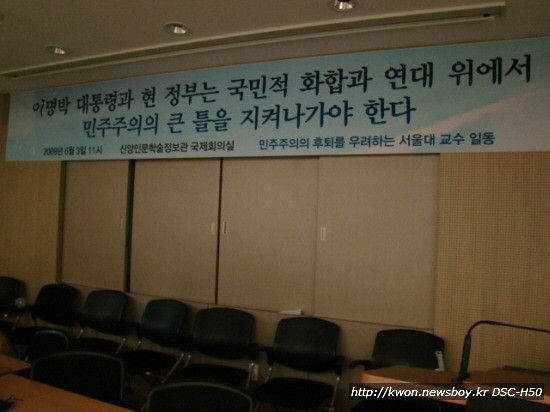 이명박 대통령과 현 정부는 국민적 화합과 연대 위에서
민주주의의 큰 틀을 지켜나가야 한다
2009년 6월 3일 11시 신양인문학술정보관 국제회의실 민주주의의 후퇴를 우려하는 서울대 교수 일동
http://kwon.newsboy.kr DSC-H50